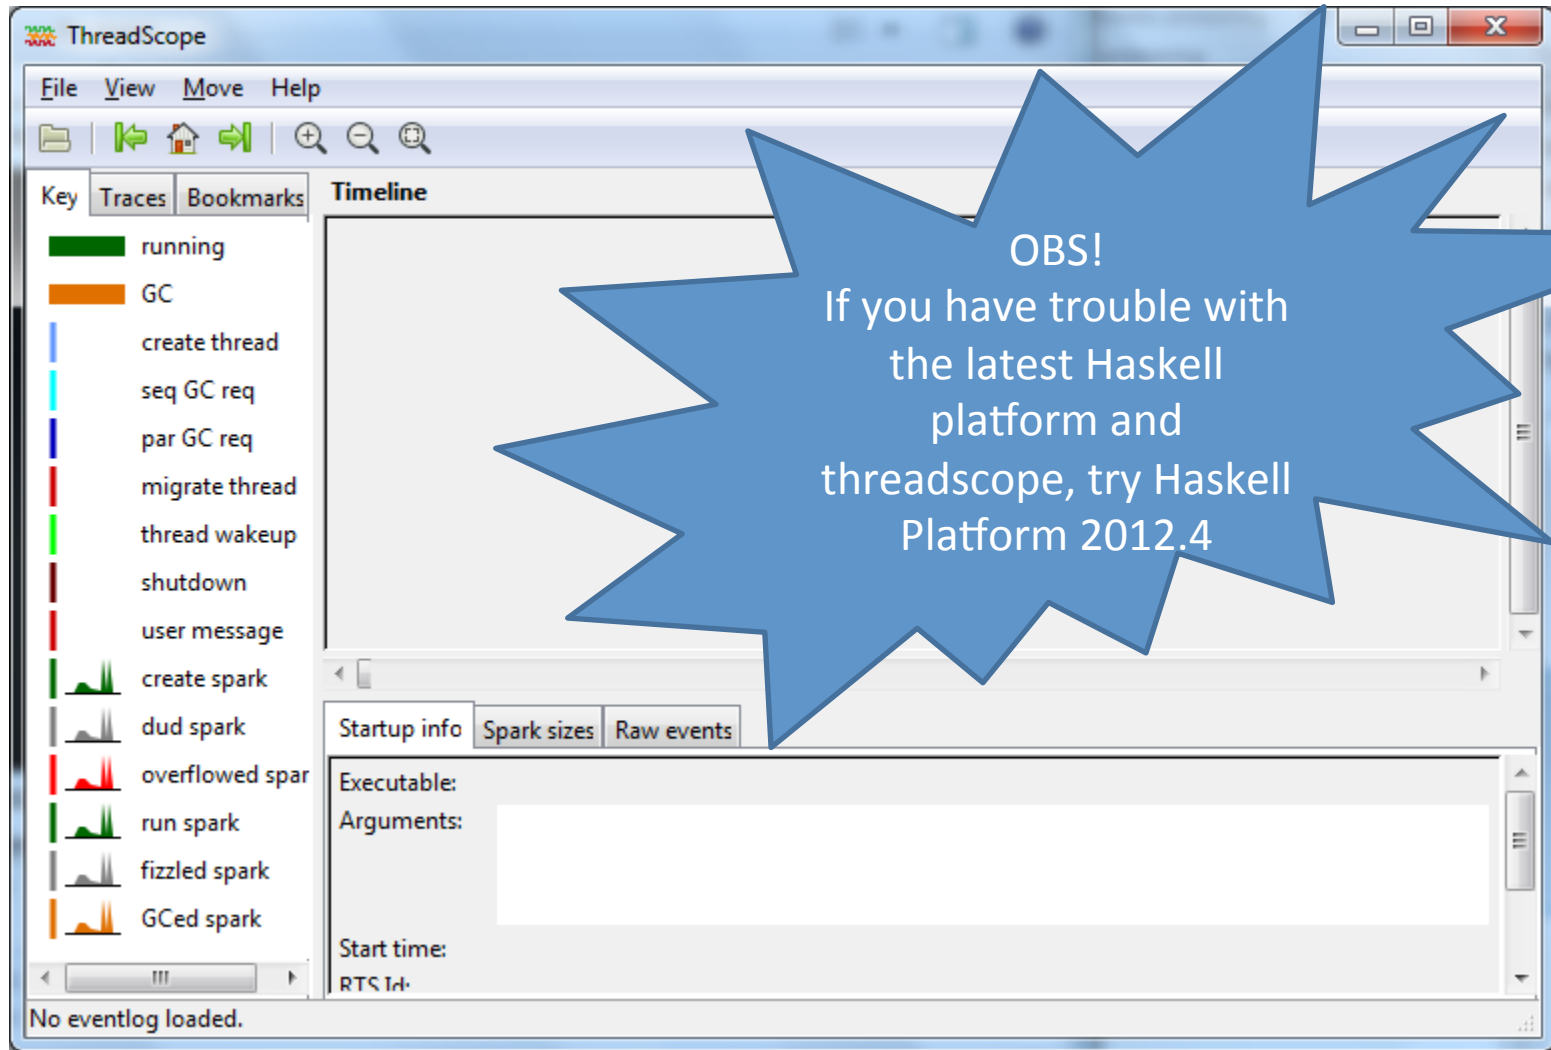 ThreadScope
File View Move Help
Key Traces Bookmarks
Timeline
running
GC
create thread
seq GC req
par GC req
migrate thread
thread wakeup
shutdown
user message
create spark
dud spark
overflowed spar
run spark
fizzled spark
GCed spark
OBS!
If you have trouble with
the latest Haskell
platform and
threadscope, try Haskell
Platform 2012.4
Startup info Spark sizes Raw events
Executable:
Arguments:
Start time:
RTS Id:
No eventlog loaded.